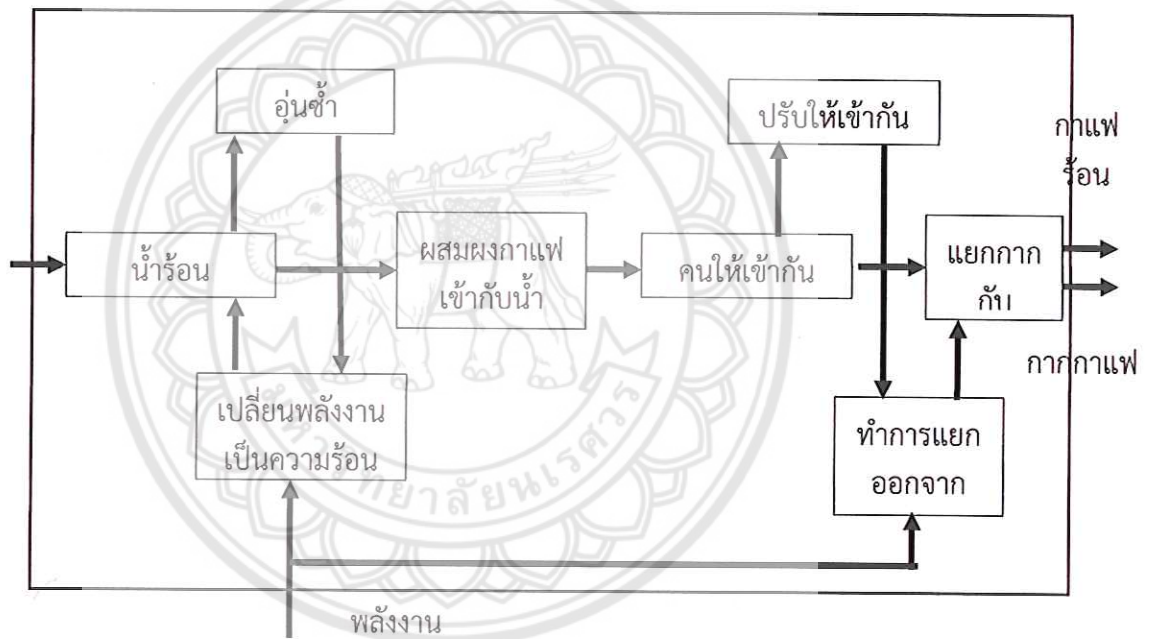 อุ่นซ้ำ
ปรับให้เข้ากัน
กาแฟ
ร้อน
น้ำร้อน
ผสมผงกาแฟ
เข้ากับน้ำ
คนให้เข้ากัน
แยกกาก
กับ
กากกาแฟ
เปลี่ยนพลังงาน
เป็นความร้อน
ทำการแยก
ออกจาก
พลังงาน